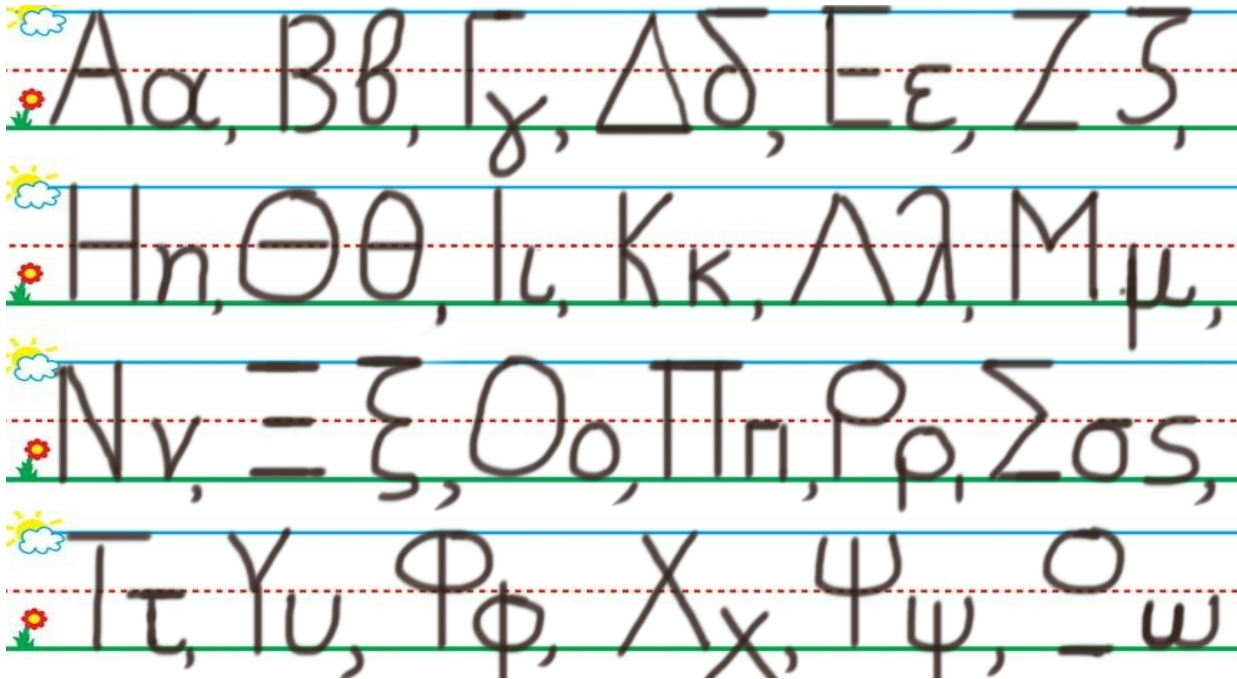 Αα, Ββ, Γγ, Δδ, Εε, Ζζ,
Ηη, Θθ, Ιι, Κκ, Λλ, Μμ,
Νν, Ξξ, Οο, Ππ, Ρρ, Σσς,
Ττ, Υυ, Φφ, Χχ, Ψψ, Ωω